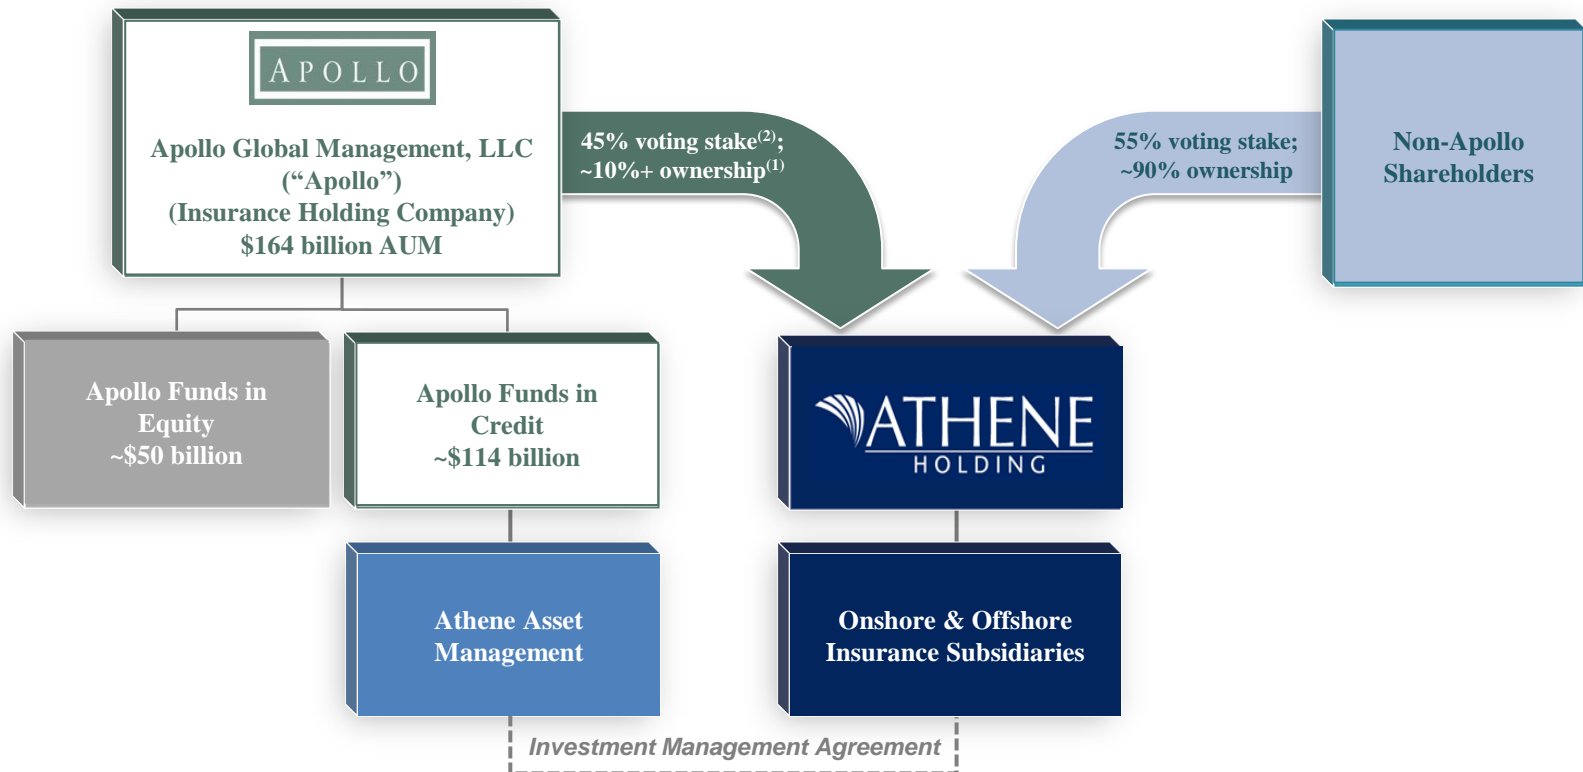 APOLLO
Apollo Global Management, LLC
(“Apollo”)
(Insurance Holding Company)
$164 billion AUM
45% voting stake(2);
~10%+ ownership(1)
55% voting stake;
~90% ownership
Non-Apollo
Shareholders
Apollo Funds in
Equity
~$50 billion
Apollo Funds in
Credit
~$114 billion
ATHENE
HOLDING
Athene Asset
Management
Onshore & Offshore
Insurance Subsidiaries
Investment Management Agreement